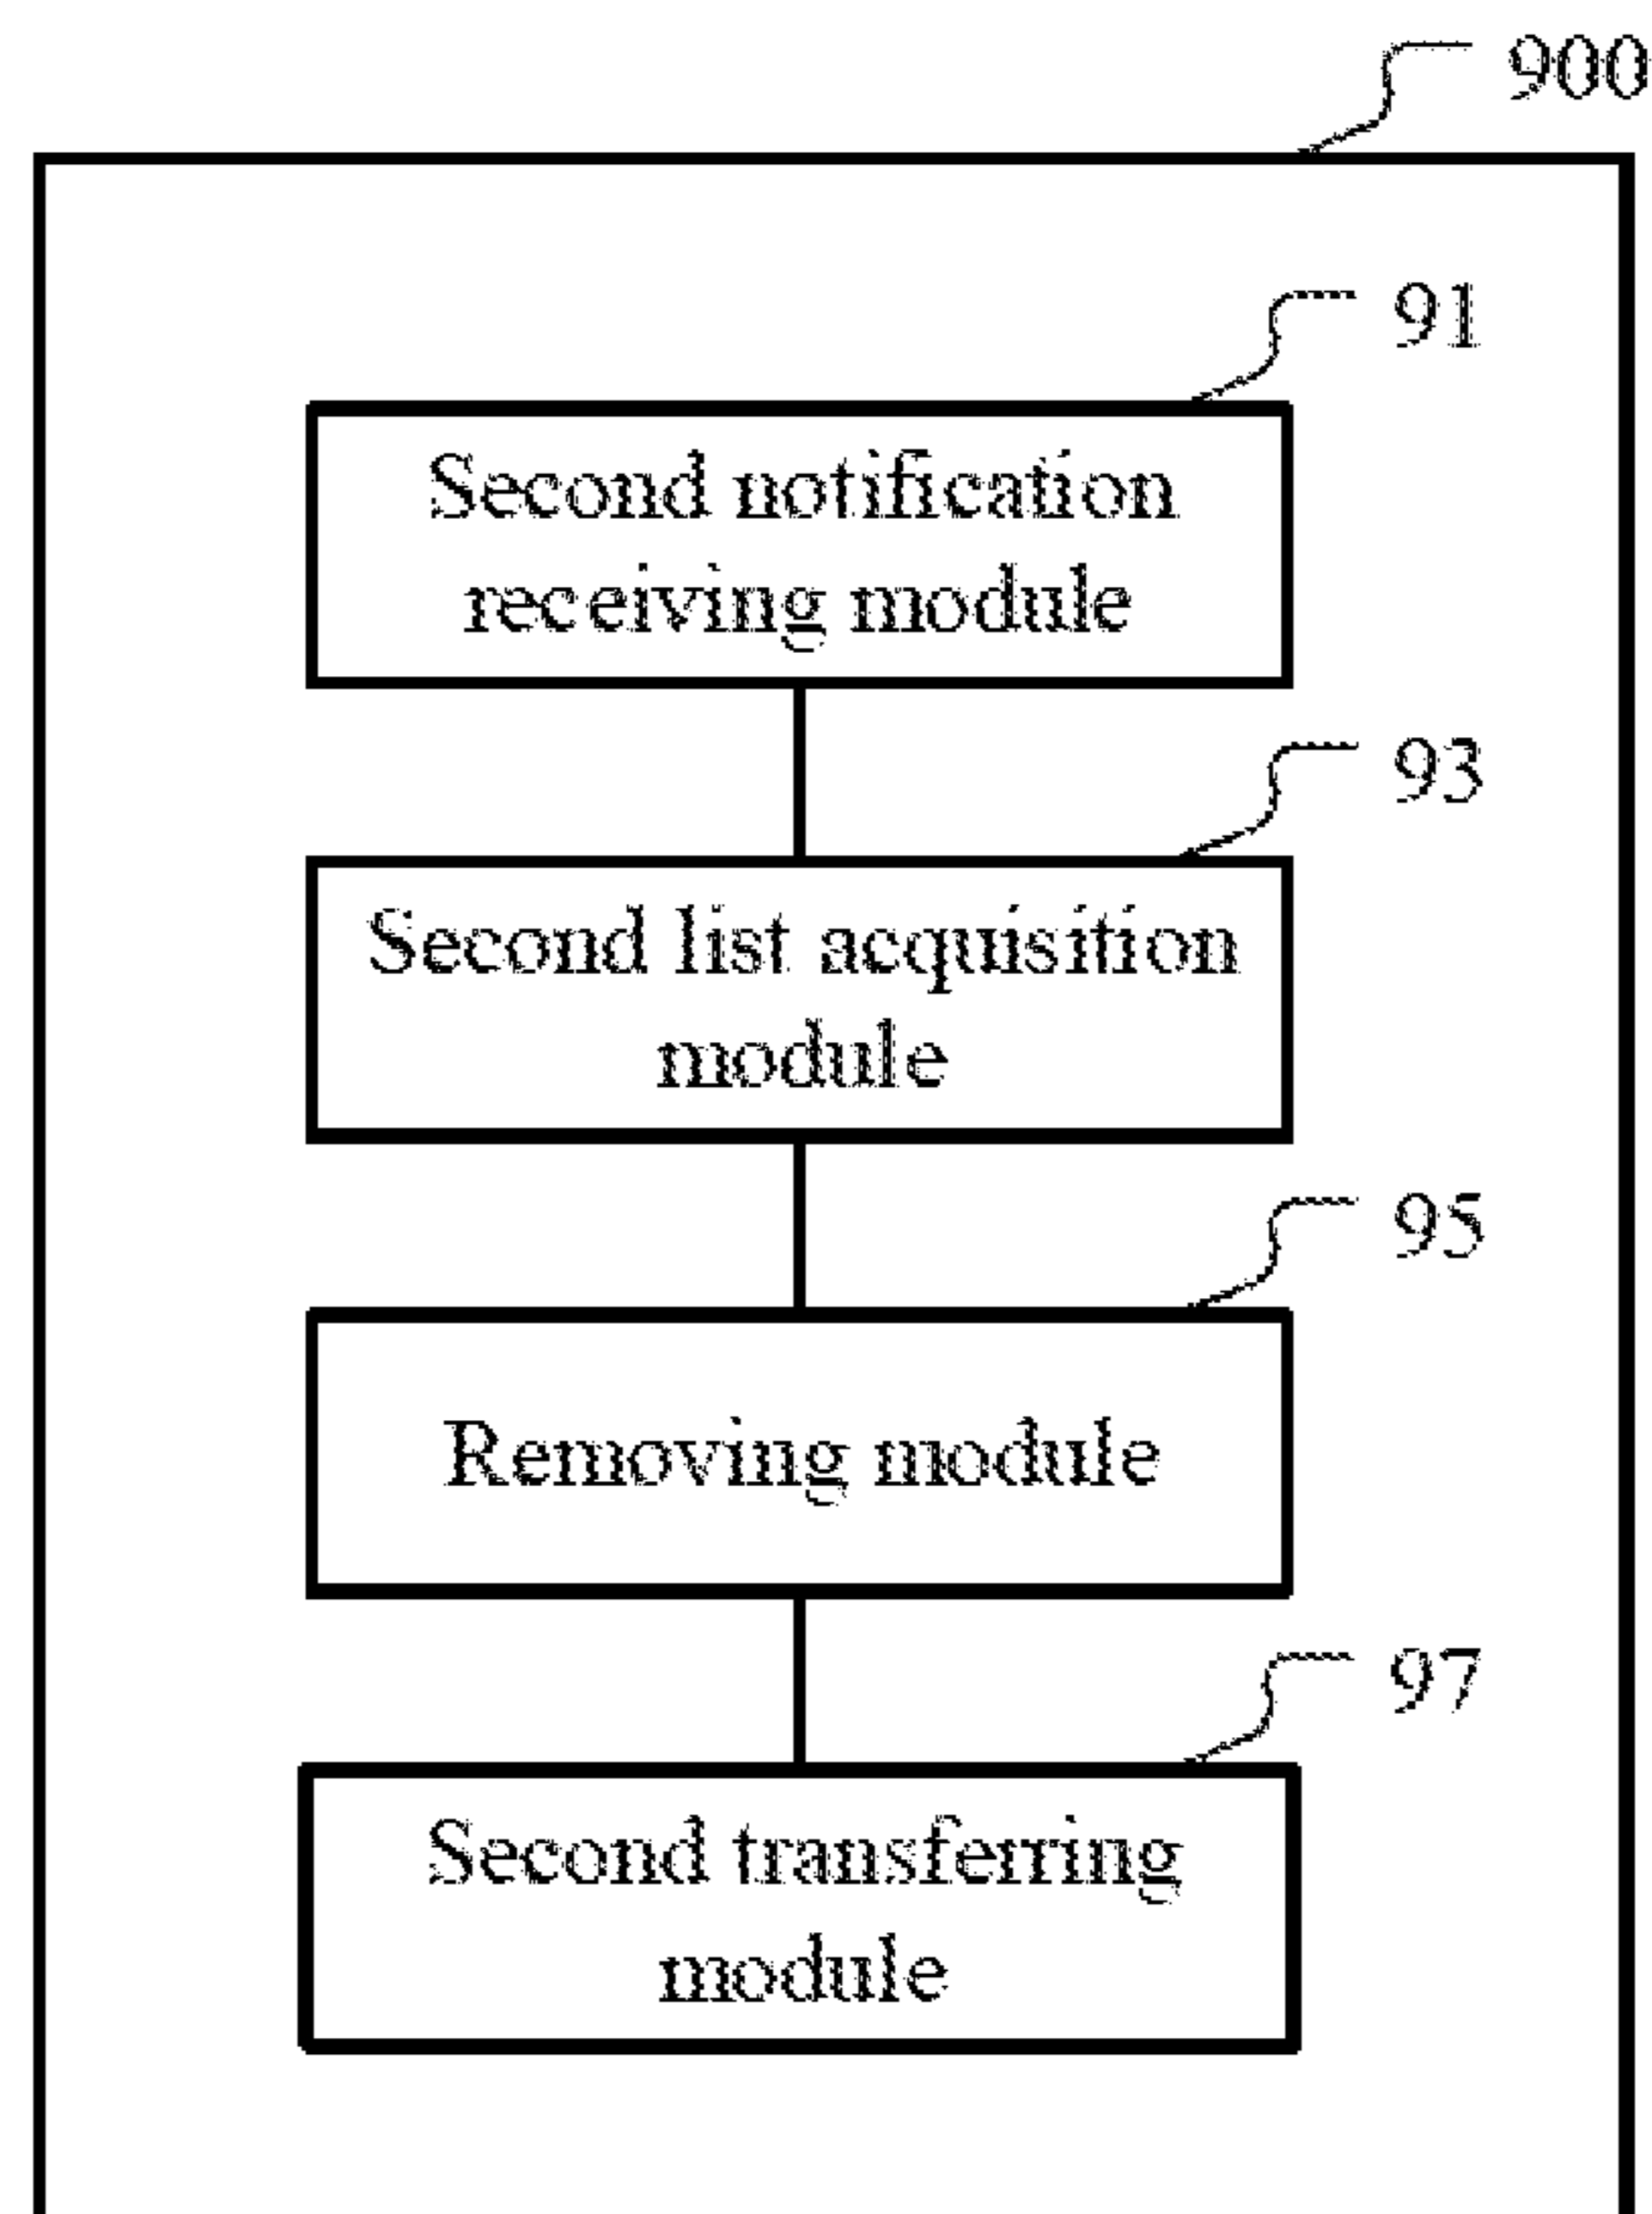 900
91
Second notification
receiving module
93
Second list acquisition
module
95
Removing module
97
Second transferring
module